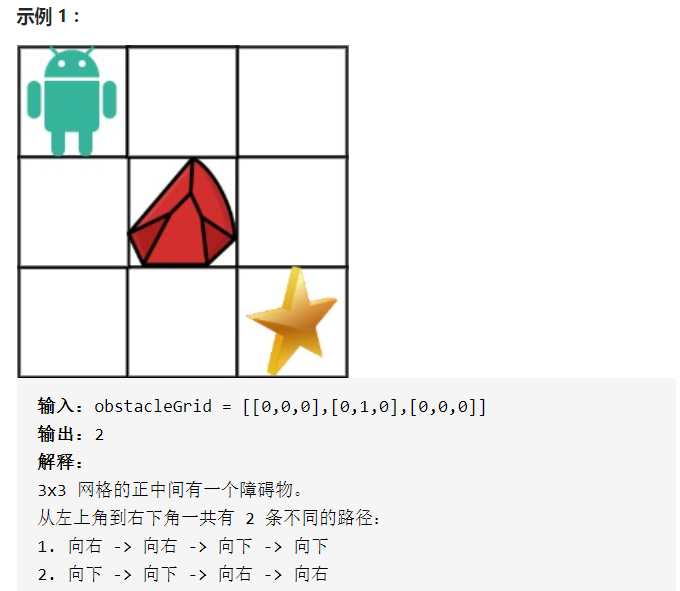 示例 1：
输入：obstacleGrid = [[0,0,0],[0,1,0],[0,0,0]]
输出：2
解释：
3x3 网格的正中间有一个障碍物。
从左上角到右下角一共有 2 条不同的路径：
1. 向右 -> 向右 -> 向下 -> 向下
2. 向下 -> 向下 -> 向右 -> 向右